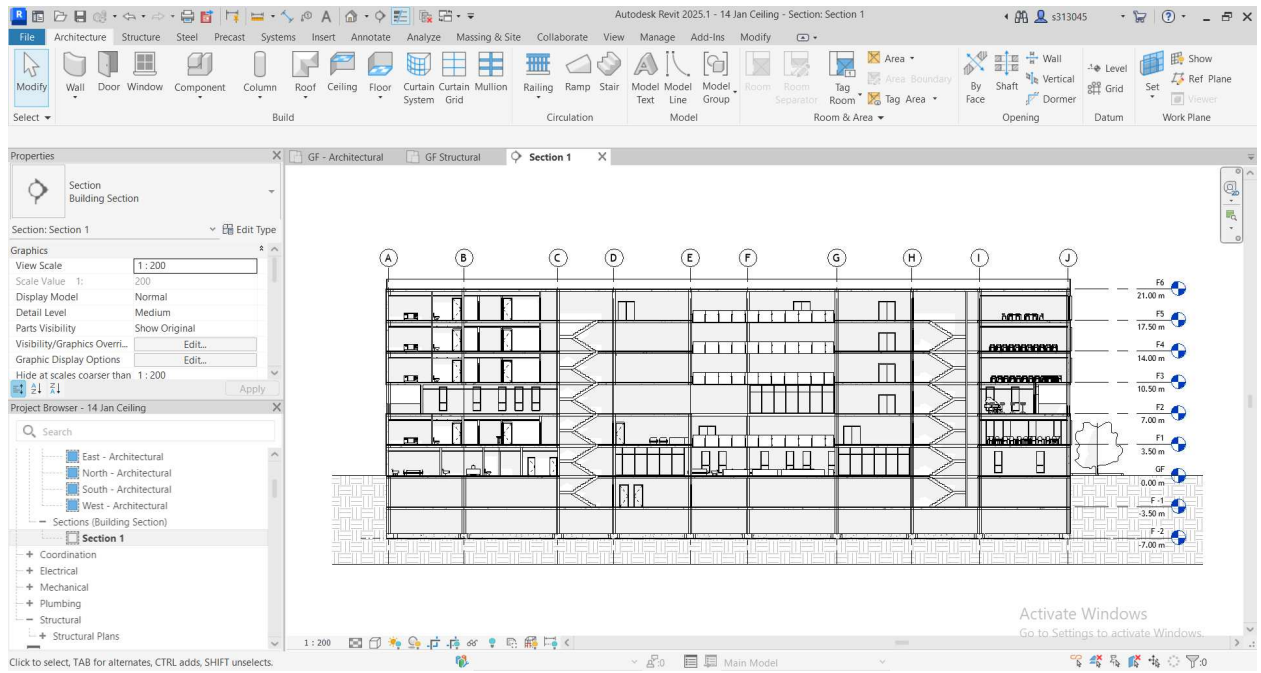 Autodesk Revit 2025.1 - 14 Jan Ceiling - Section: Section 1
s313045
File Architecture Structure Steel Precast Systems Insert Annotate Analyze Massing & Site Collaborate View Manage Add-Ins Modify
Modify Wall Door Window Component Column Roof Ceiling Floor Curtain System Curtain Grid Mullion Railing Ramp Stair Model Text Model Line Model Group Room Room Separator Tag Room
Area
Area Boundary
Tag Area
By Face Shaft
Wall
Vertical
Dormer
Level
Grid
Set
Show
Ref Plane
Viewer
Select Build Circulation Model Room & Area Opening Datum Work Plane
Properties
GF - Architectural GF Structural Section 1
Section
Building Section
Section: Section 1 Edit Type
Graphics
View Scale 1 : 200
Scale Value 1: 200
Display Model Normal
Detail Level Medium
Parts Visibility Show Original
Visibility/Graphics Overri... Edit...
Graphic Display Options Edit...
Hide at scales coarser than 1 : 200
Apply
Project Browser - 14 Jan Ceiling
Search
East - Architectural
North - Architectural
South - Architectural
West - Architectural
Sections (Building Section)
Section 1
Coordination
Electrical
Mechanical
Plumbing
Structural
Structural Plans
A B C D E F G H I J
F6
21.00 m
F5
17.50 m
F4
14.00 m
F3
10.50 m
F2
7.00 m
F1
3.50 m
GF
0.00 m
F -1
-3.50 m
F -2
-7.00 m
Activate Windows
Go to Settings to activate Windows.
1 : 200
Click to select, TAB for alternates, CTRL adds, SHIFT unselects.
:0
Main Model
:0